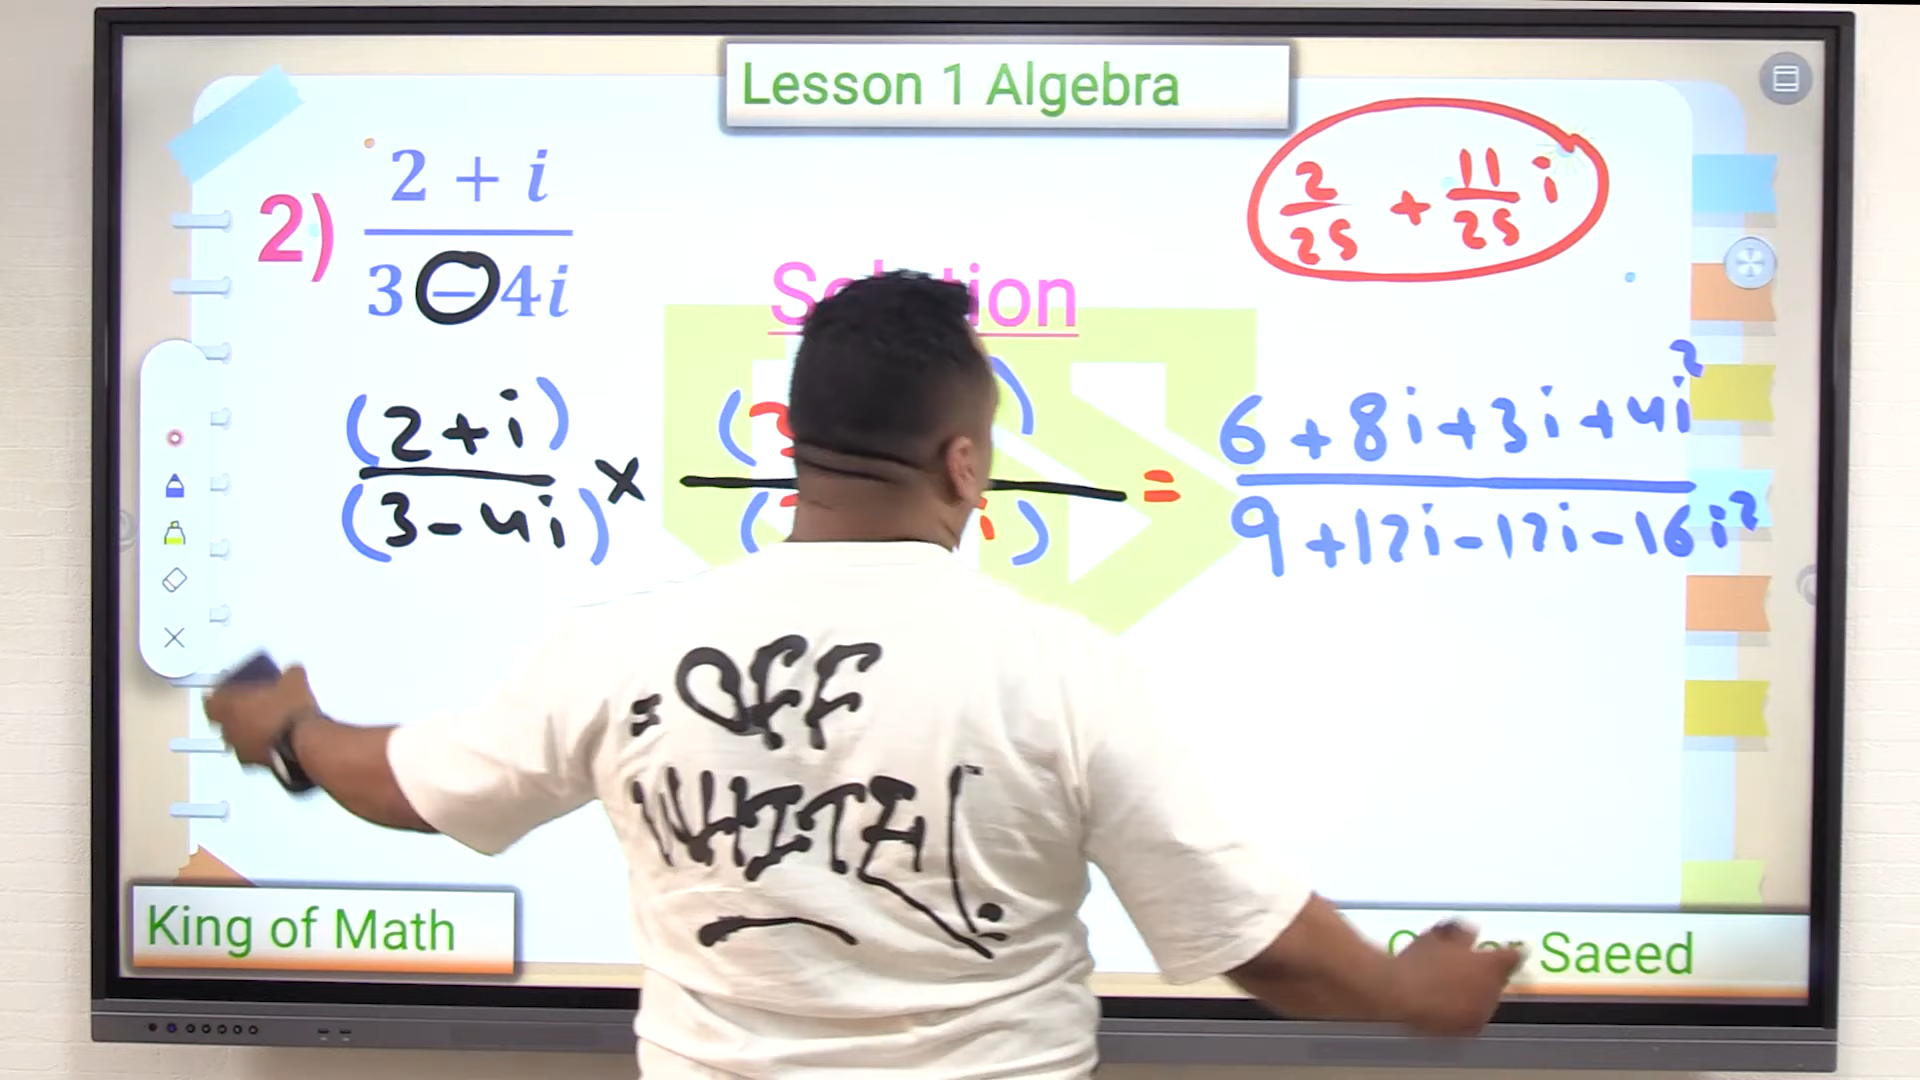 Lesson 1 Algebra
2) 2 + i
3 - 4i
2/25 + 11/25 i
(2+i) × = 6 + 8i + 3i + 4i²
(3-4i) i) 9 + 12i - 12i - 16i²
"OFF
WHITE
King of Math
Saeed